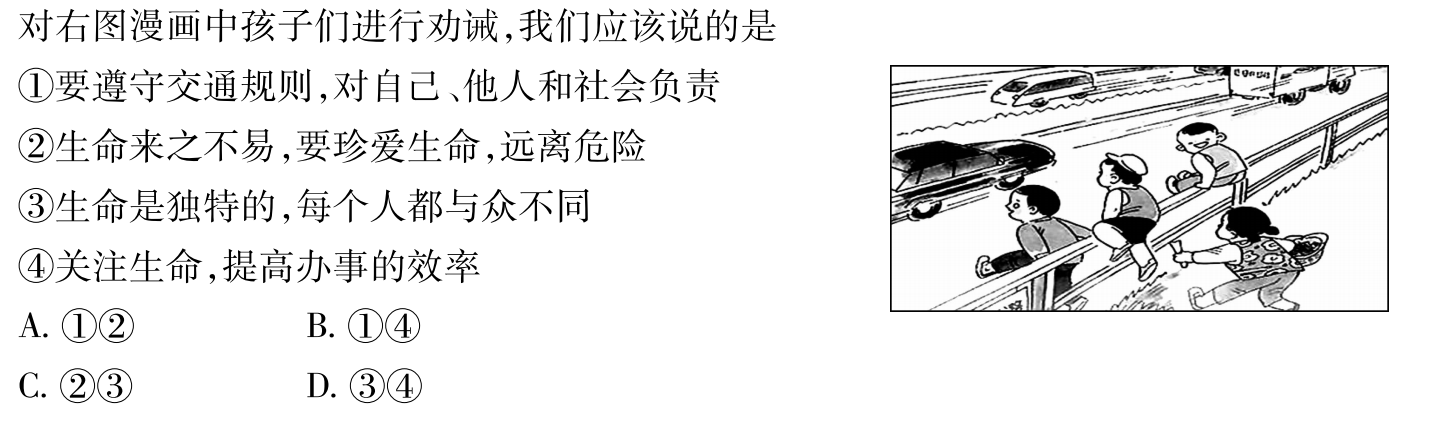 对右图漫画中孩子们进行劝诫,我们应该说的是
①要遵守交通规则,对自己、他人和社会负责
②生命来之不易,要珍爱生命,远离危险
③生命是独特的,每个人都与众不同
④关注生命,提高办事的效率
A. ①② B. ①④
C. ②③ D. ③④